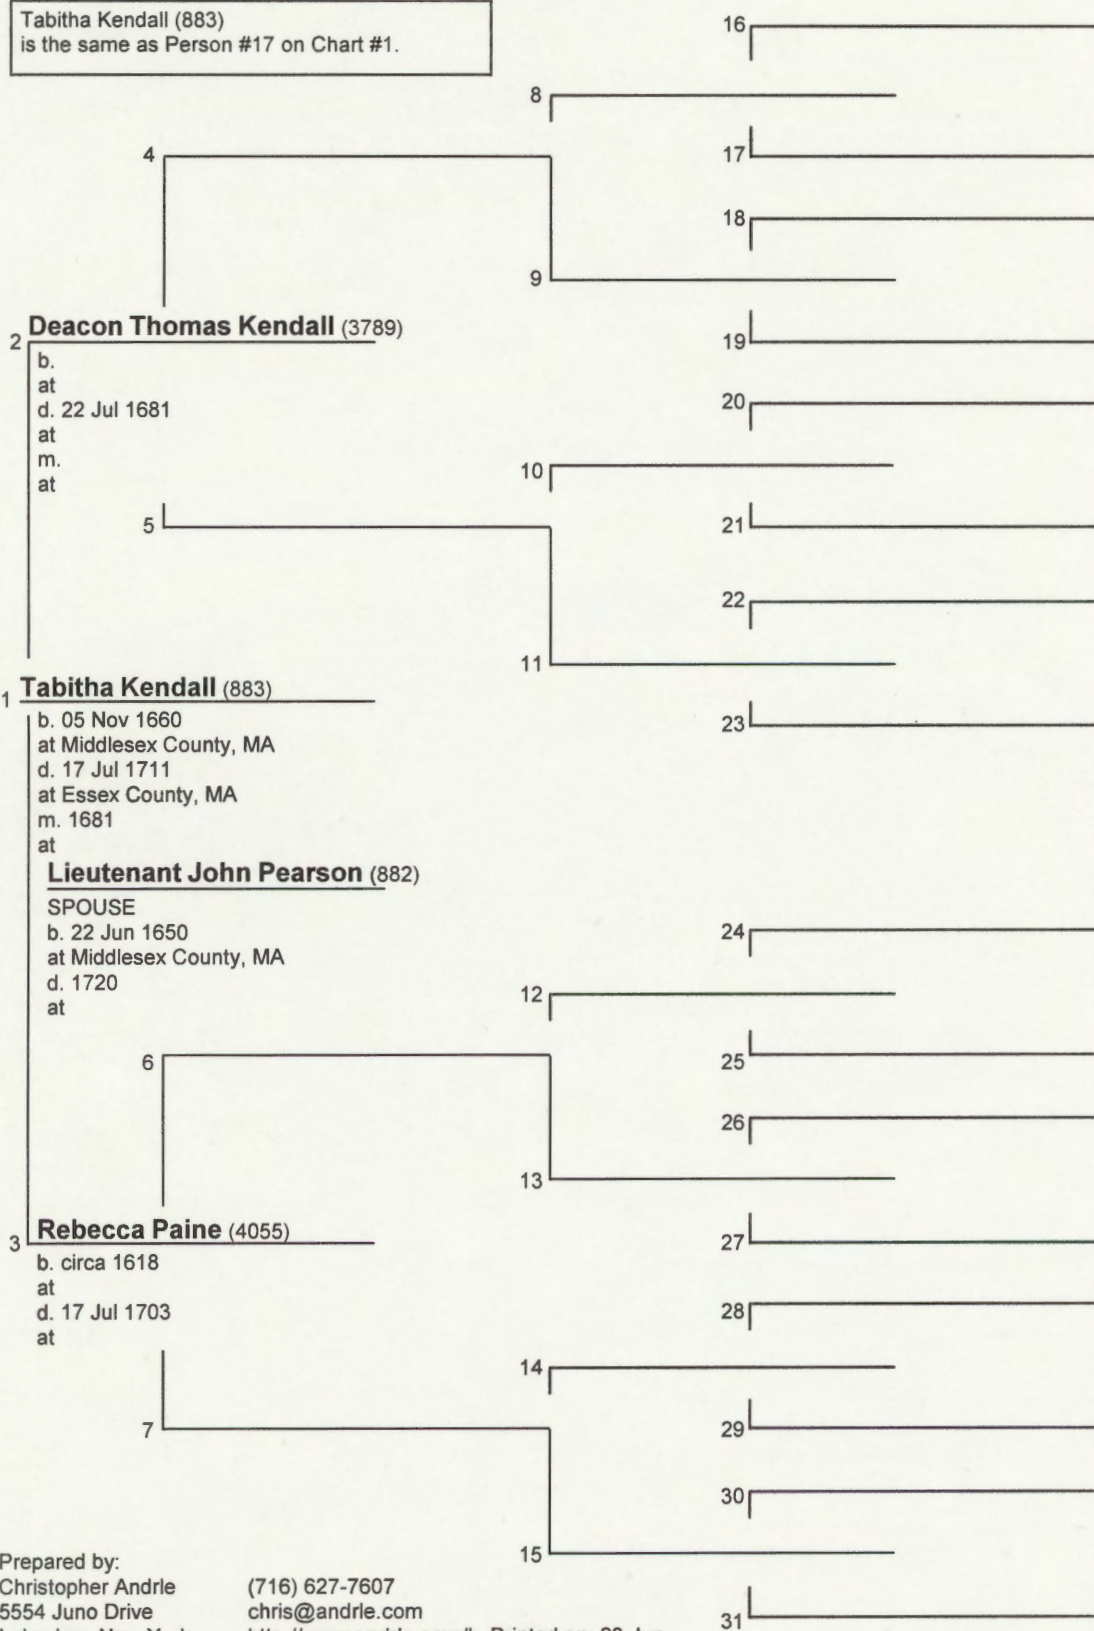 Tabitha Kendall (883)
is the same as Person #17 on Chart #1.
16
8
4
17
18
9
Deacon Thomas Kendall (3789)
2
b.
at
d. 22 Jul 1681
at
m.
at
19
20
10
5
21
22
11
1 Tabitha Kendall (883)
b. 05 Nov 1660
at Middlesex County, MA
d. 17 Jul 1711
at Essex County, MA
m. 1681
at
23
Lieutenant John Pearson (882)
SPOUSE
b. 22 Jun 1650
at Middlesex County, MA
d. 1720
at
24
12
6
25
26
13
3 Rebecca Paine (4055)
b. circa 1618
at
d. 17 Jul 1703
at
27
28
14
7
29
30
15
Prepared by:
Christopher Andrle (716) 627-7607
5554 Juno Drive chris@andrle.com
31